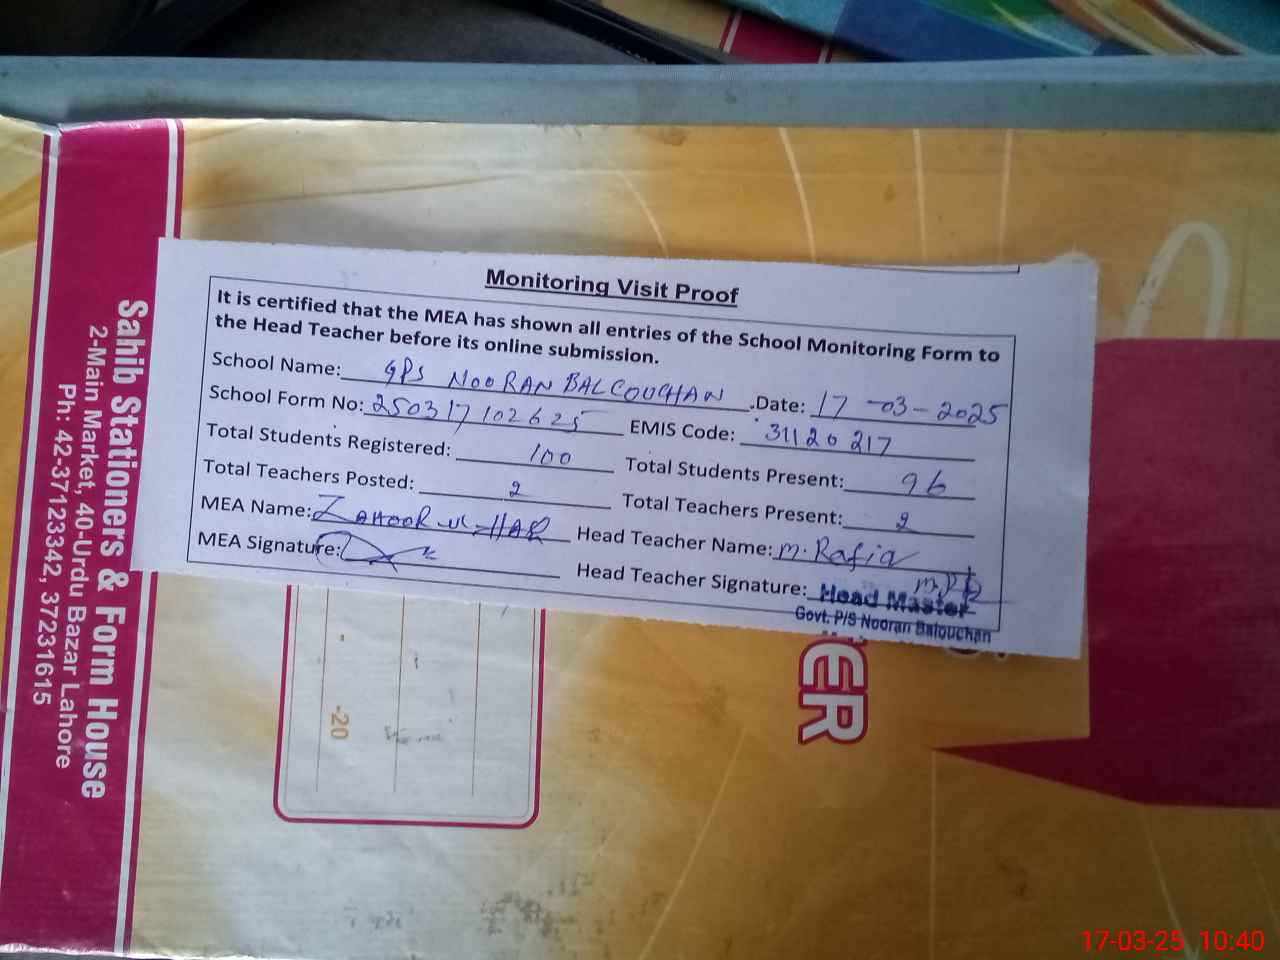 Monitoring Visit Proof
It is certified that the MEA has shown all entries of the School Monitoring Form to
the Head Teacher before its online submission.
School Name: GPS NOORAN BALCOUCHAN .Date: 17-03-2025
School Form No: 250317102625 EMIS Code: 31120217
Total Students Registered: 100 Total Students Present: 96
Total Teachers Posted: 2 Total Teachers Present: 2
MEA Name: ZAHOOR UL HAQ Head Teacher Name: M. Rafiq
MEA Signature: Head Teacher Signature:
Head Master
Govt. P/S Nooran Balouchan
Sahib Stationers & Form House
2-Main Market, 40-Urdu Bazar Lahore
Ph: 42-37123342, 37231615
-20
17-03-25 10:40